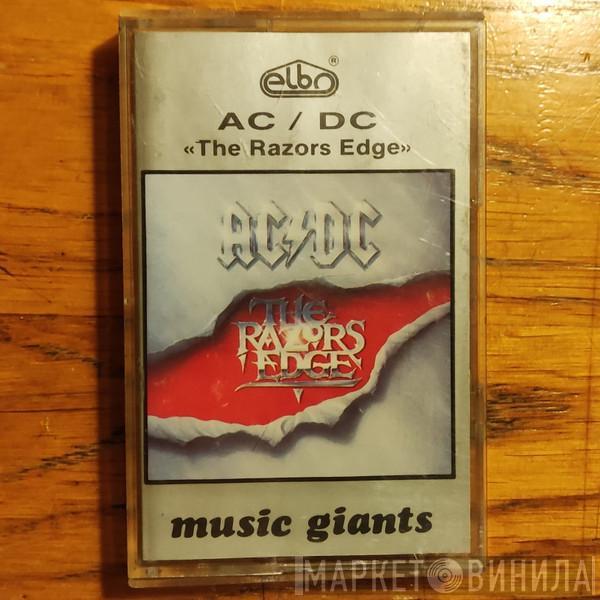 elbo ®
AC / DC
«The Razors Edge»
AC/DC
THE
RAZORS
EDGE
music giants
МАРКЕТ ВИНИЛА